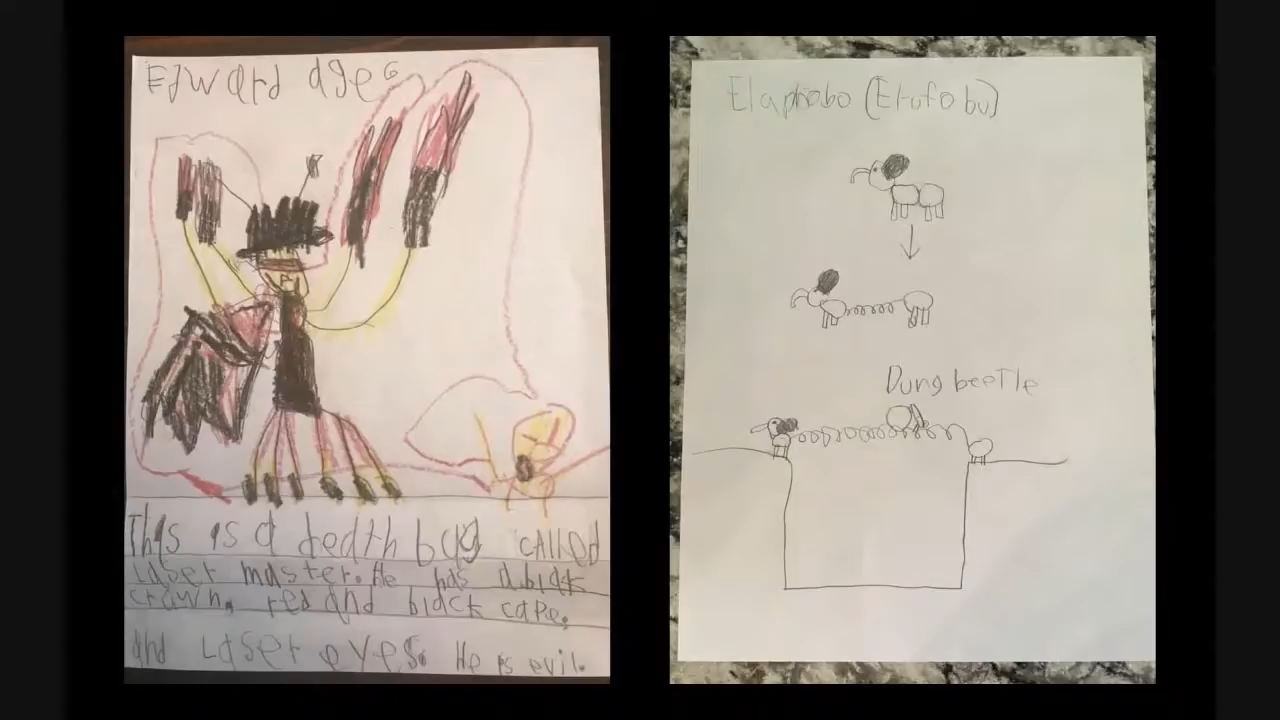 Edward age 6
This is a death bug called
Laser master. He has a black
crown, red and black cape.
and Laser eyes. He is evil.
Elaphobo (Erufobu)
Dung beetle